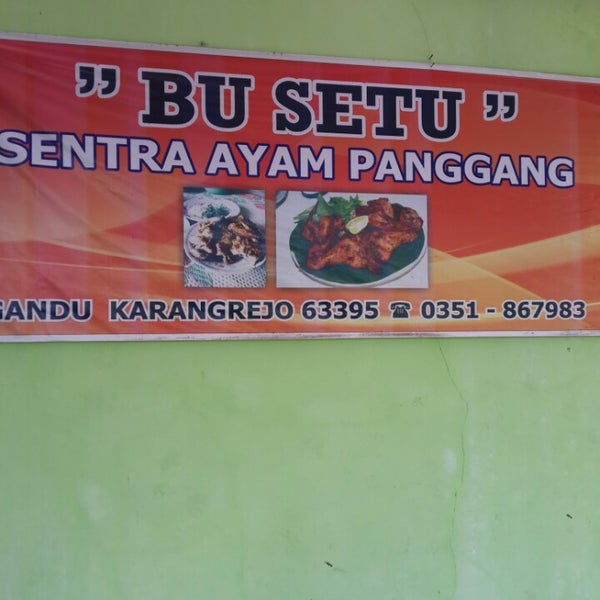 ” BU SETU ”
SENTRA AYAM PANGGANG
GANDU KARANGREJO 63395 ☎ 0351 - 867983